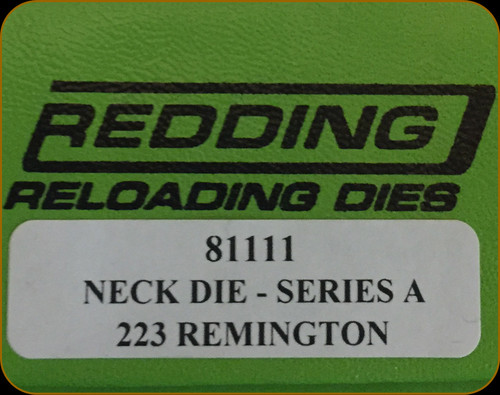 REDDING
RELOADING DIES
81111
NECK DIE - SERIES A
223 REMINGTON